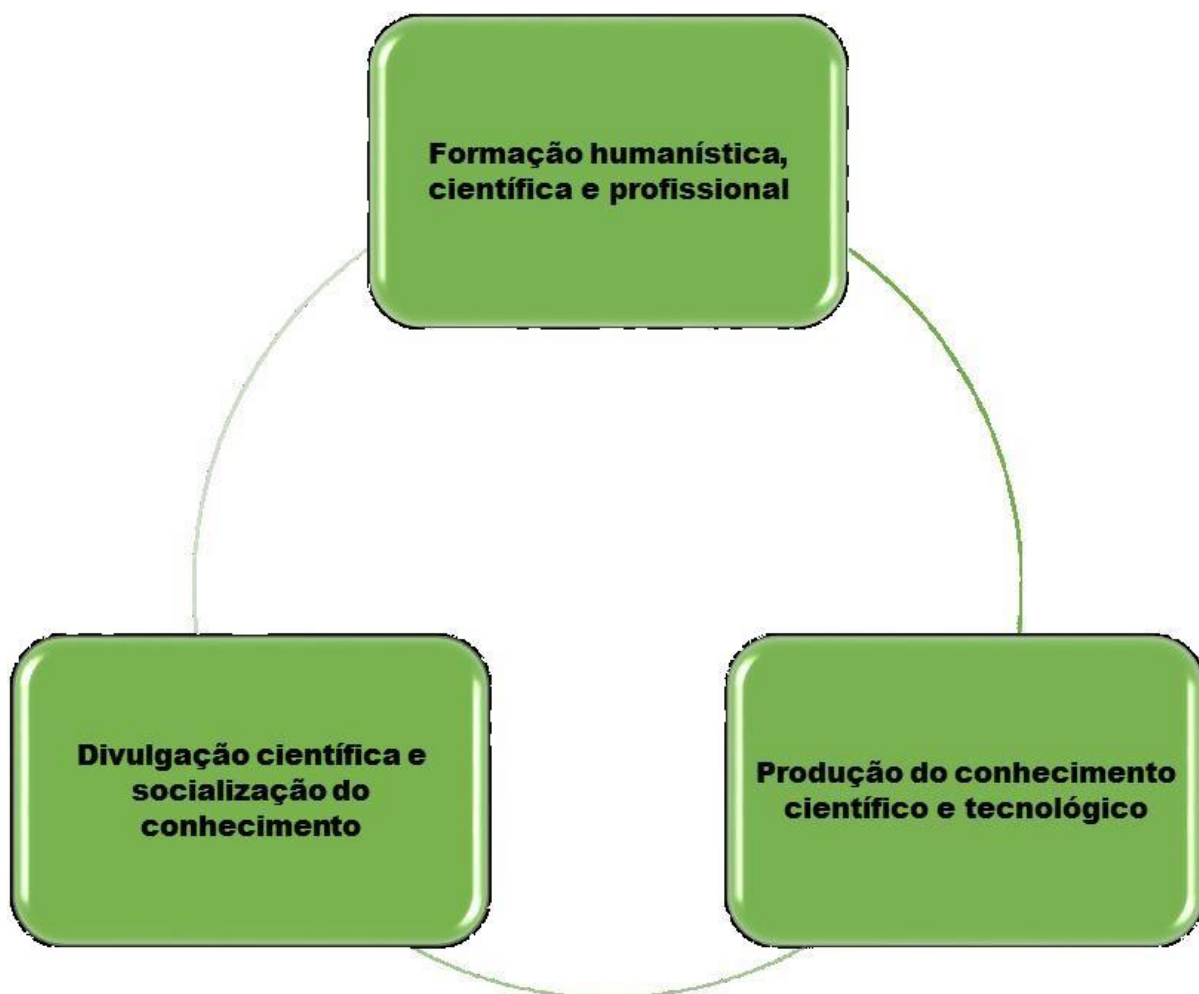 Formação humanística,
científica e profissional
Divulgação científica e
socialização do
conhecimento
Produção do conhecimento
científico e tecnológico